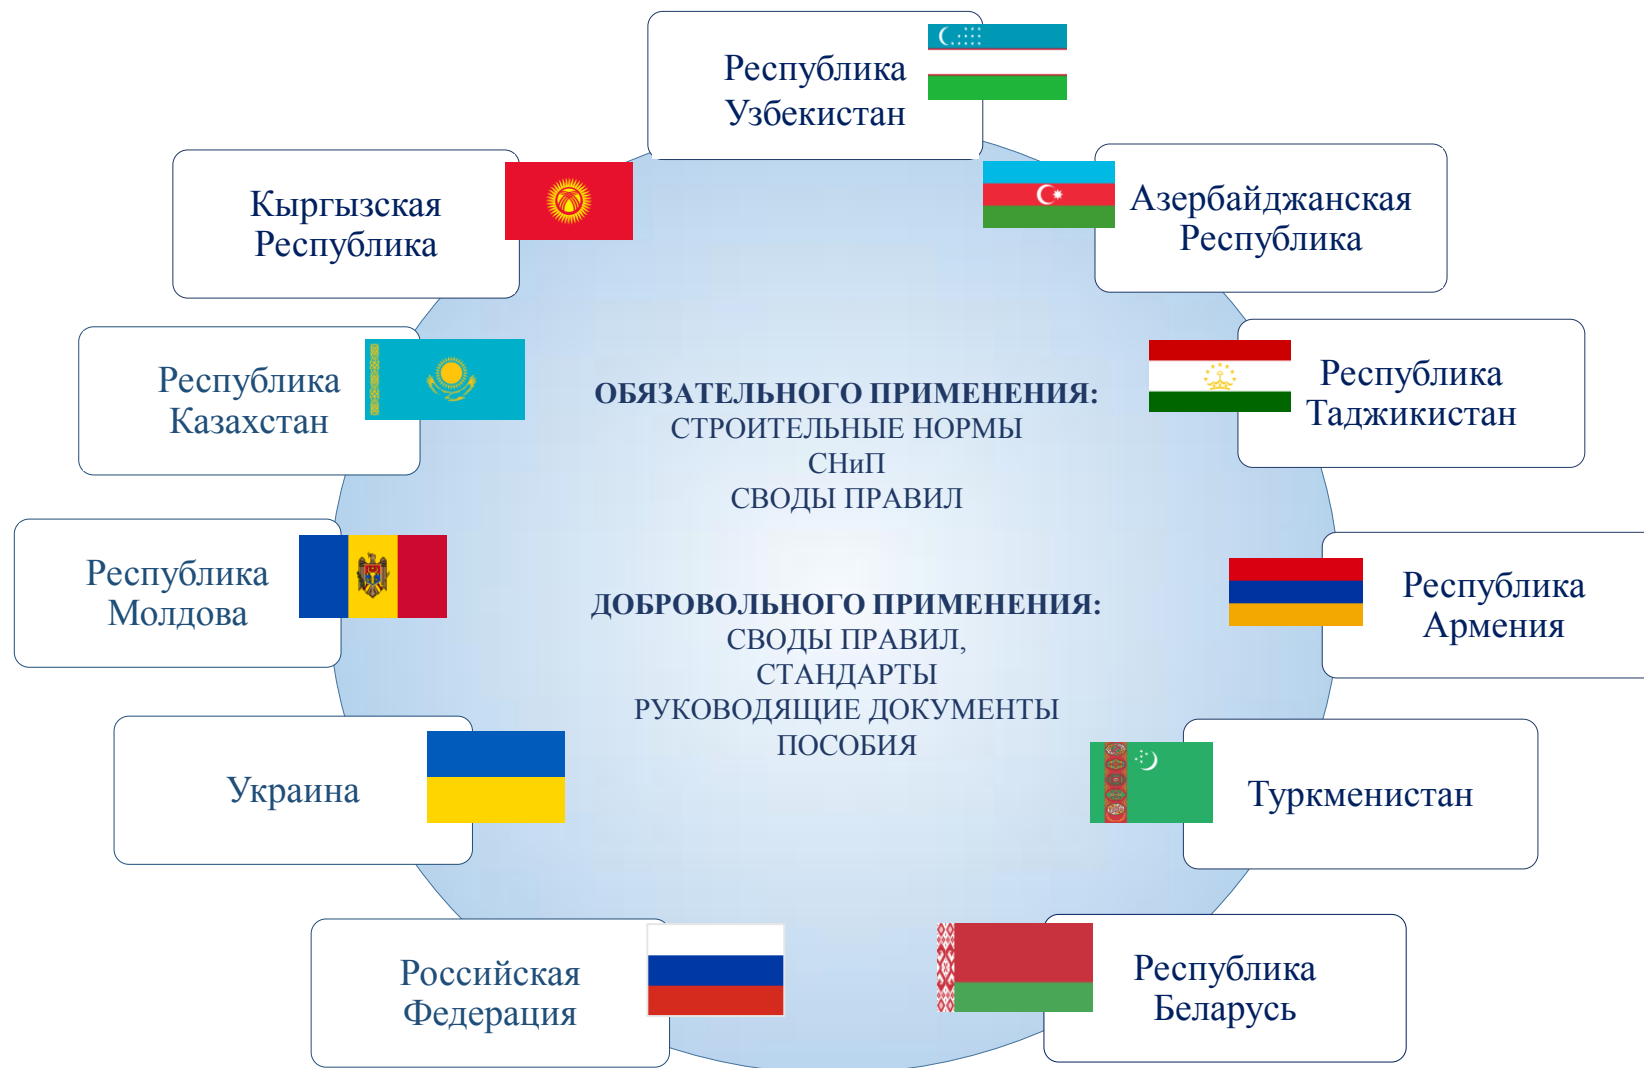 Республика
Узбекистан
Кыргызская
Республика
Азербайджанская
Республика
Республика
Казахстан
Республика
Таджикистан
ОБЯЗАТЕЛЬНОГО ПРИМЕНЕНИЯ:
СТРОИТЕЛЬНЫЕ НОРМЫ
СНиП
СВОДЫ ПРАВИЛ
Республика
Молдова
Республика
Армения
ДОБРОВОЛЬНОГО ПРИМЕНЕНИЯ:
СВОДЫ ПРАВИЛ,
СТАНДАРТЫ
РУКОВОДЯЩИЕ ДОКУМЕНТЫ
ПОСОБИЯ
Украина
Туркменистан
Российская
Федерация
Республика
Беларусь